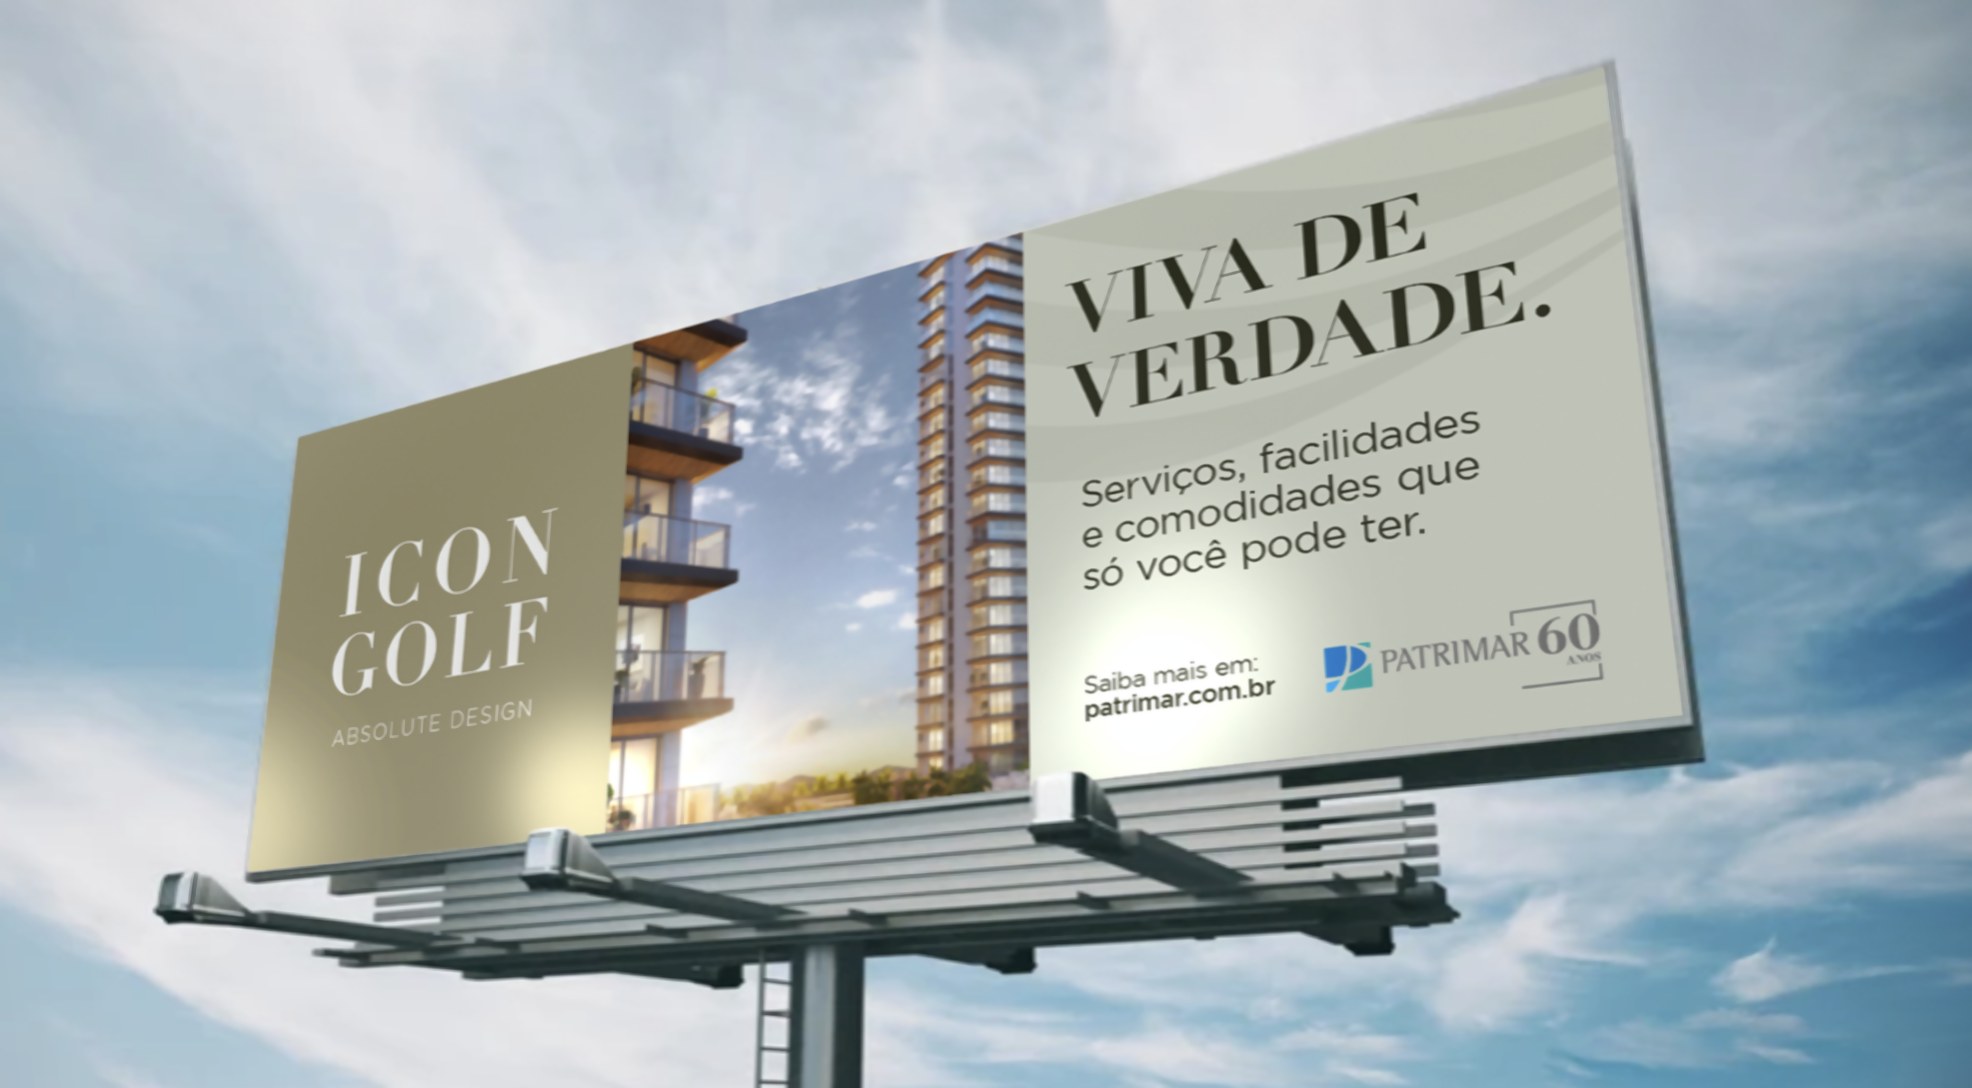 ICON
GOLF
ABSOLUTE DESIGN
VIVA DE
VERDADE.
Serviços, facilidades
e comodidades que
só você pode ter.
Saiba mais em:
patrimar.com.br
PATRIMAR 60
ANOS